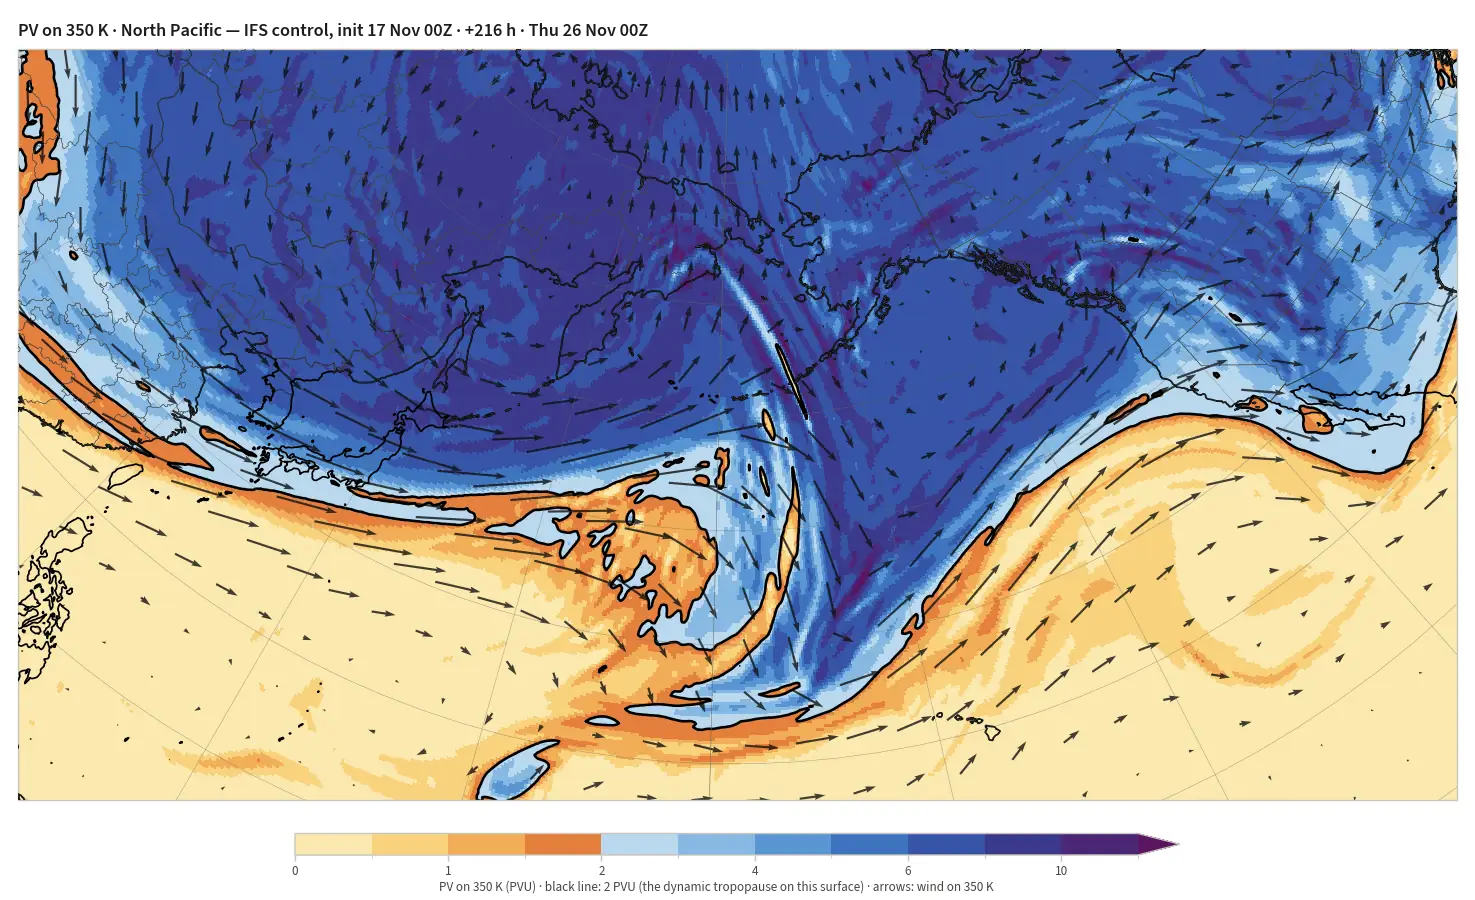 PV on 350 K · North Pacific — IFS control, init 17 Nov 00Z · +216 h · Thu 26 Nov 00Z
0 1 2 4 6 10
PV on 350 K (PVU) · black line: 2 PVU (the dynamic tropopause on this surface) · arrows: wind on 350 K